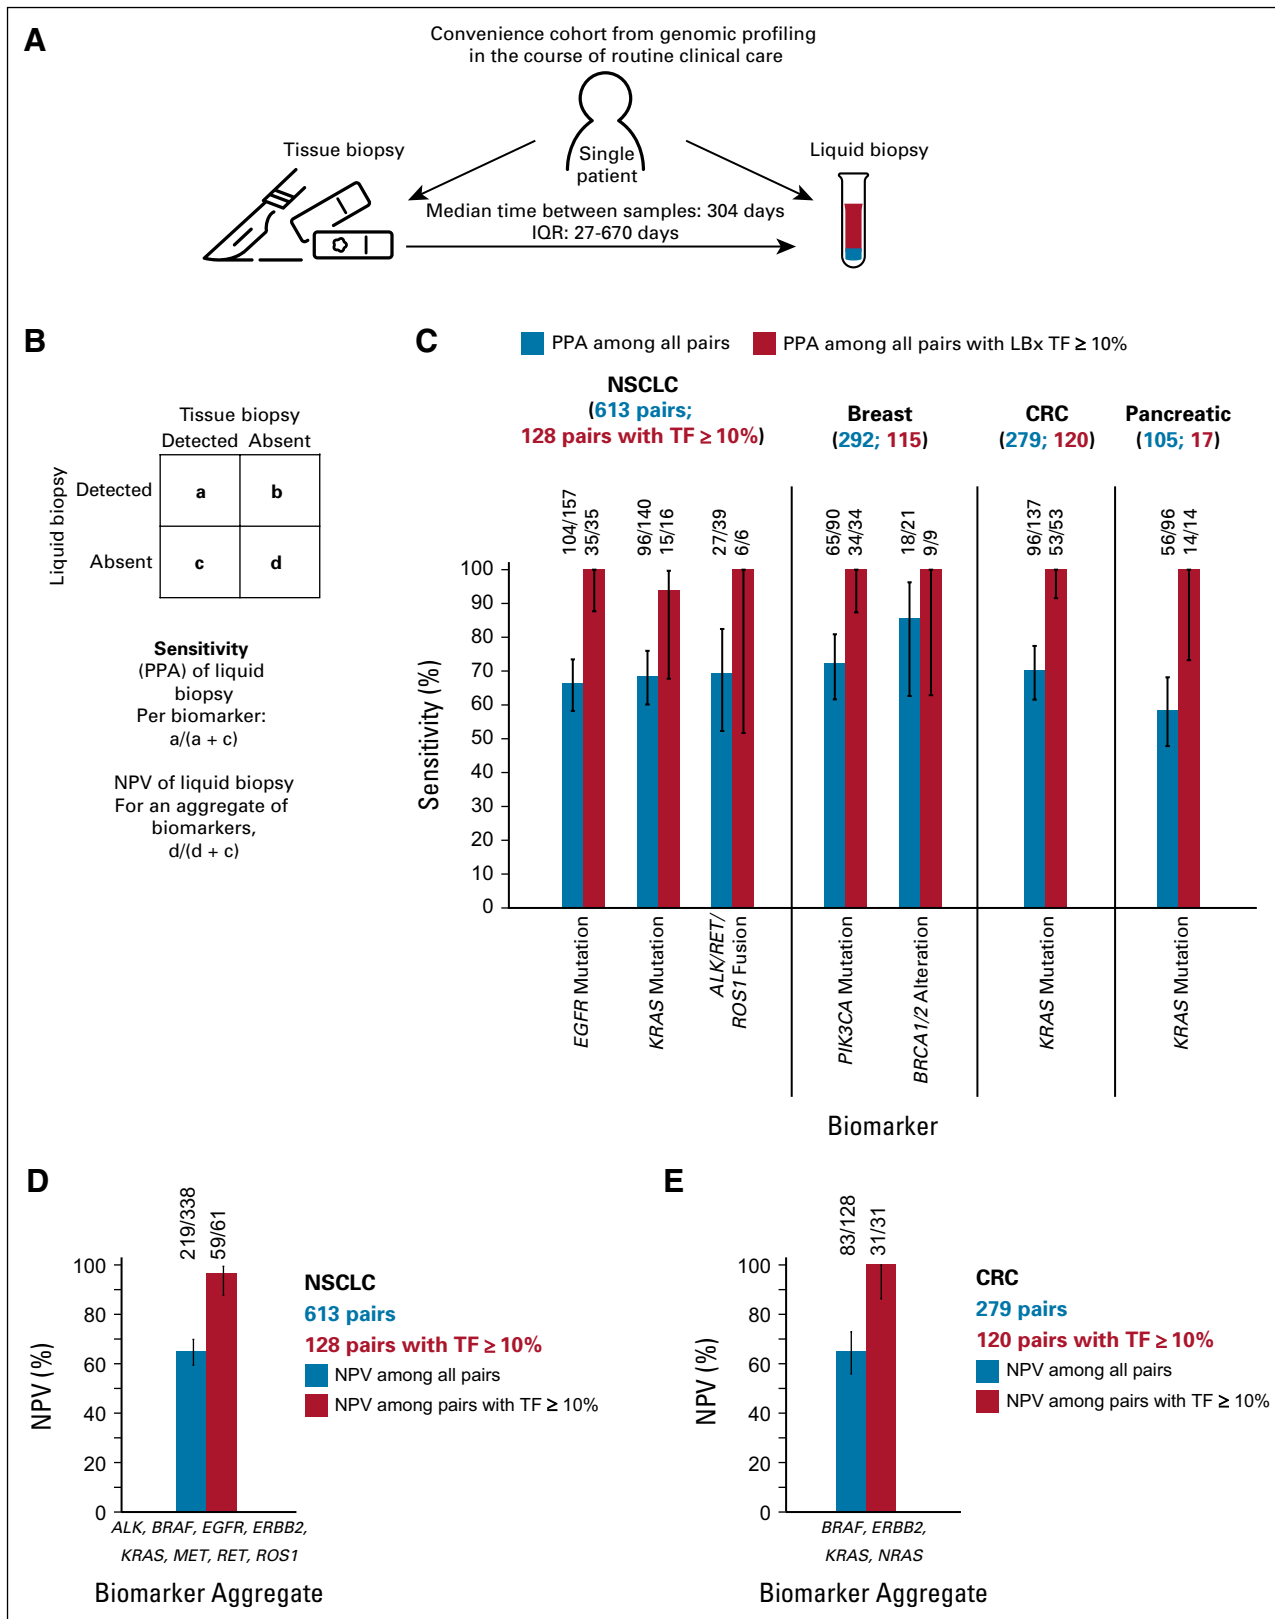 A
Convenience cohort from genomic profiling
in the course of routine clinical care
Tissue biopsy
Single
patient
Liquid biopsy
Median time between samples: 304 days
IQR: 27-670 days
B
Tissue biopsy
Detected Absent
Liquid biopsy
Detected
a
b
Absent
c
d
Sensitivity
(PPA) of liquid
biopsy
Per biomarker:
a/(a + c)
NPV of liquid biopsy
For an aggregate of
biomarkers,
d/(d + c)
C
PPA among all pairs
PPA among all pairs with LBx TF ≥ 10%
NSCLC
(613 pairs;
128 pairs with TF ≥ 10%)
Breast
(292; 115)
CRC
(279; 120)
Pancreatic
(105; 17)
104/157
35/35
96/140
15/16
27/39
6/6
65/90
34/34
18/21
9/9
96/137
53/53
56/96
14/14
Sensitivity (%)
100
90
80
70
60
50
40
30
20
10
0
EGFR Mutation
KRAS Mutation
ALK/RET/
ROS1 Fusion
PIK3CA Mutation
BRCA1/2 Alteration
KRAS Mutation
KRAS Mutation
Biomarker
D
219/338
59/61
NPV (%)
100
80
60
40
20
0
NSCLC
613 pairs
128 pairs with TF ≥ 10%
NPV among all pairs
NPV among pairs with TF ≥ 10%
ALK, BRAF, EGFR, ERBB2,
KRAS, MET, RET, ROS1
Biomarker Aggregate
E
83/128
31/31
NPV (%)
100
80
60
40
20
0
CRC
279 pairs
120 pairs with TF ≥ 10%
NPV among all pairs
NPV among pairs with TF ≥ 10%
BRAF, ERBB2,
KRAS, NRAS
Biomarker Aggregate